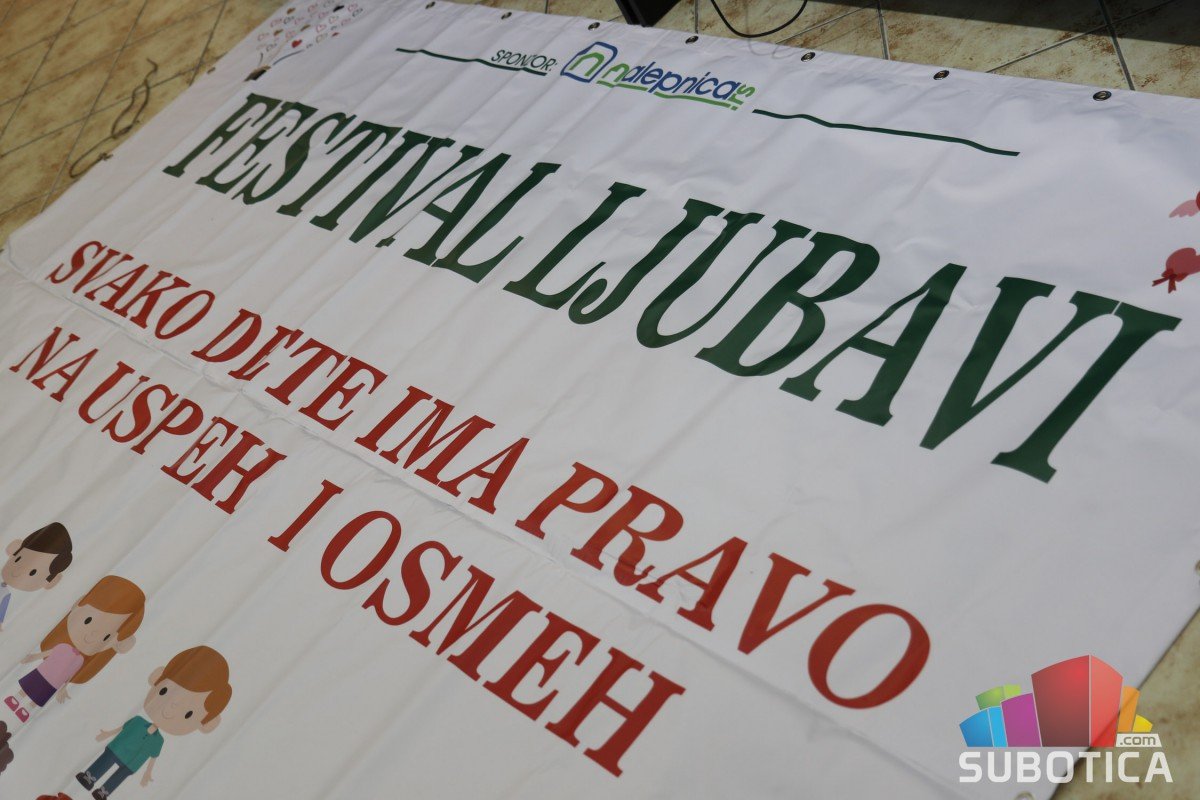 SPONZOR: nalepnica.rs
FESTIVAL LJUBAVI
SVAKO DETE IMA PRAVO
NA USPEH I OSMEH
.com
SUBOTICA